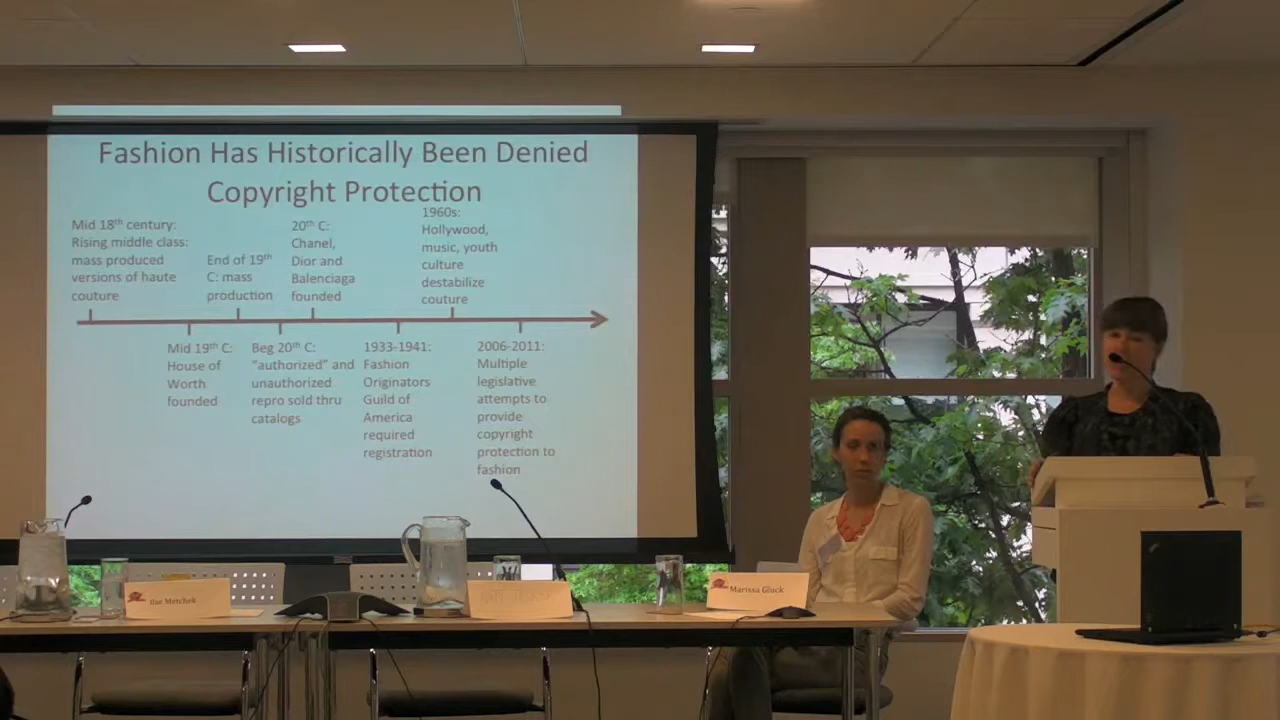 Fashion Has Historically Been Denied
Copyright Protection
Mid 18th century:
Rising middle class:
mass produced
versions of haute
couture
End of 19th
C: mass
production
20th C:
Chanel,
Dior and
Balenciaga
founded
1960s:
Hollywood,
music, youth
culture
destabilize
couture
Mid 19th C:
House of
Worth
founded
Beg 20th C:
“authorized” and
unauthorized
repro sold thru
catalogs
1933-1941:
Fashion
Originators
Guild of
America
required
registration
2006-2011:
Multiple
legislative
attempts to
provide
copyright
protection to
fashion
Ilse Metchek
Marissa Gluck